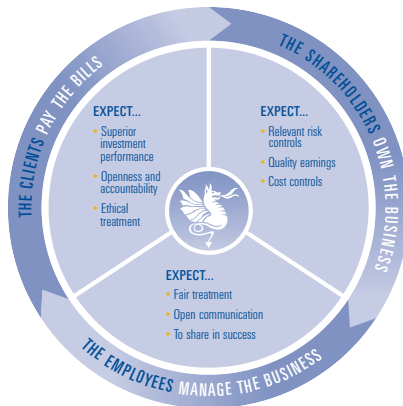 THE CLIENTS PAY THE BILLS
EXPECT...
• Superior
investment
performance
• Openness and
accountability
• Ethical
treatment
THE SHAREHOLDERS OWN THE BUSINESS
EXPECT...
• Relevant risk
controls
• Quality earnings
• Cost controls
EXPECT...
• Fair treatment
• Open communication
• To share in success
THE EMPLOYEES MANAGE THE BUSINESS